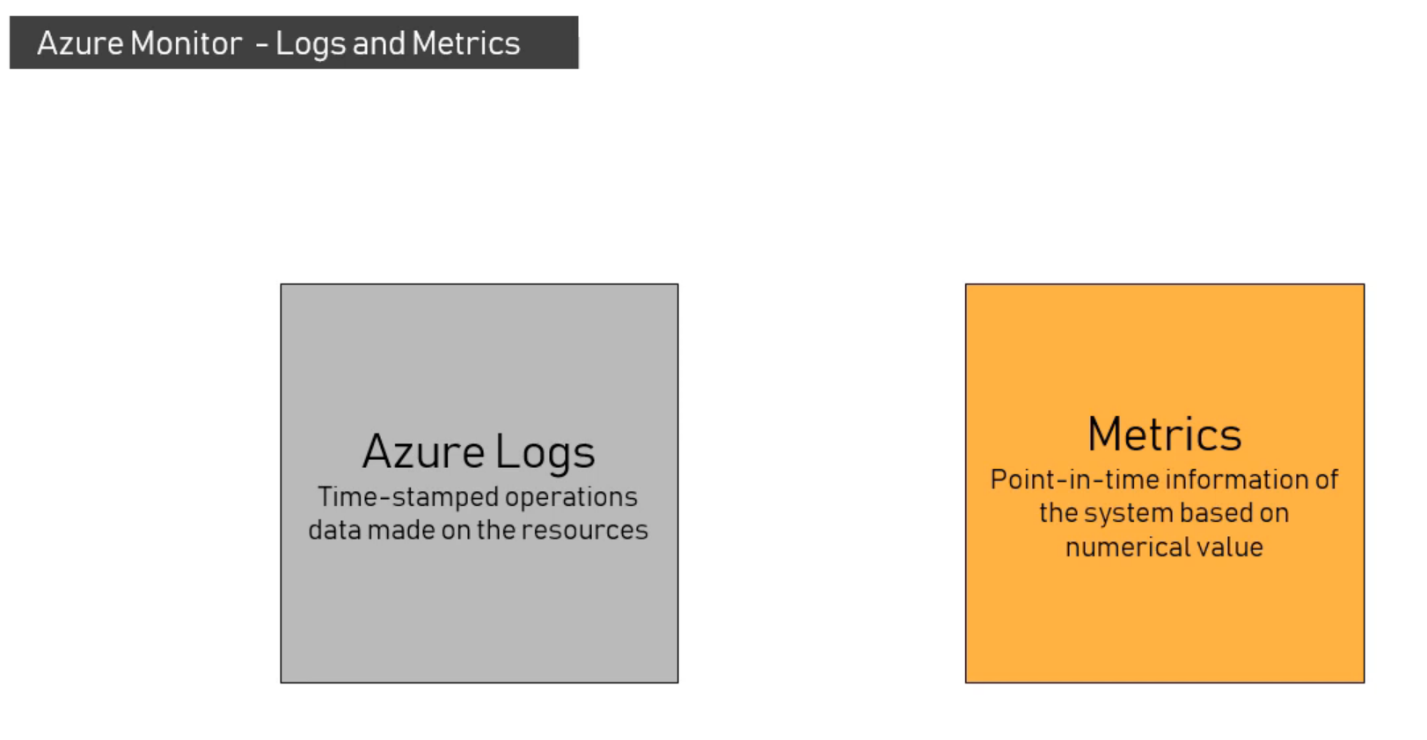 Azure Monitor - Logs and Metrics
Azure Logs
Time-stamped operations
data made on the resources
Metrics
Point-in-time information of
the system based on
numerical value